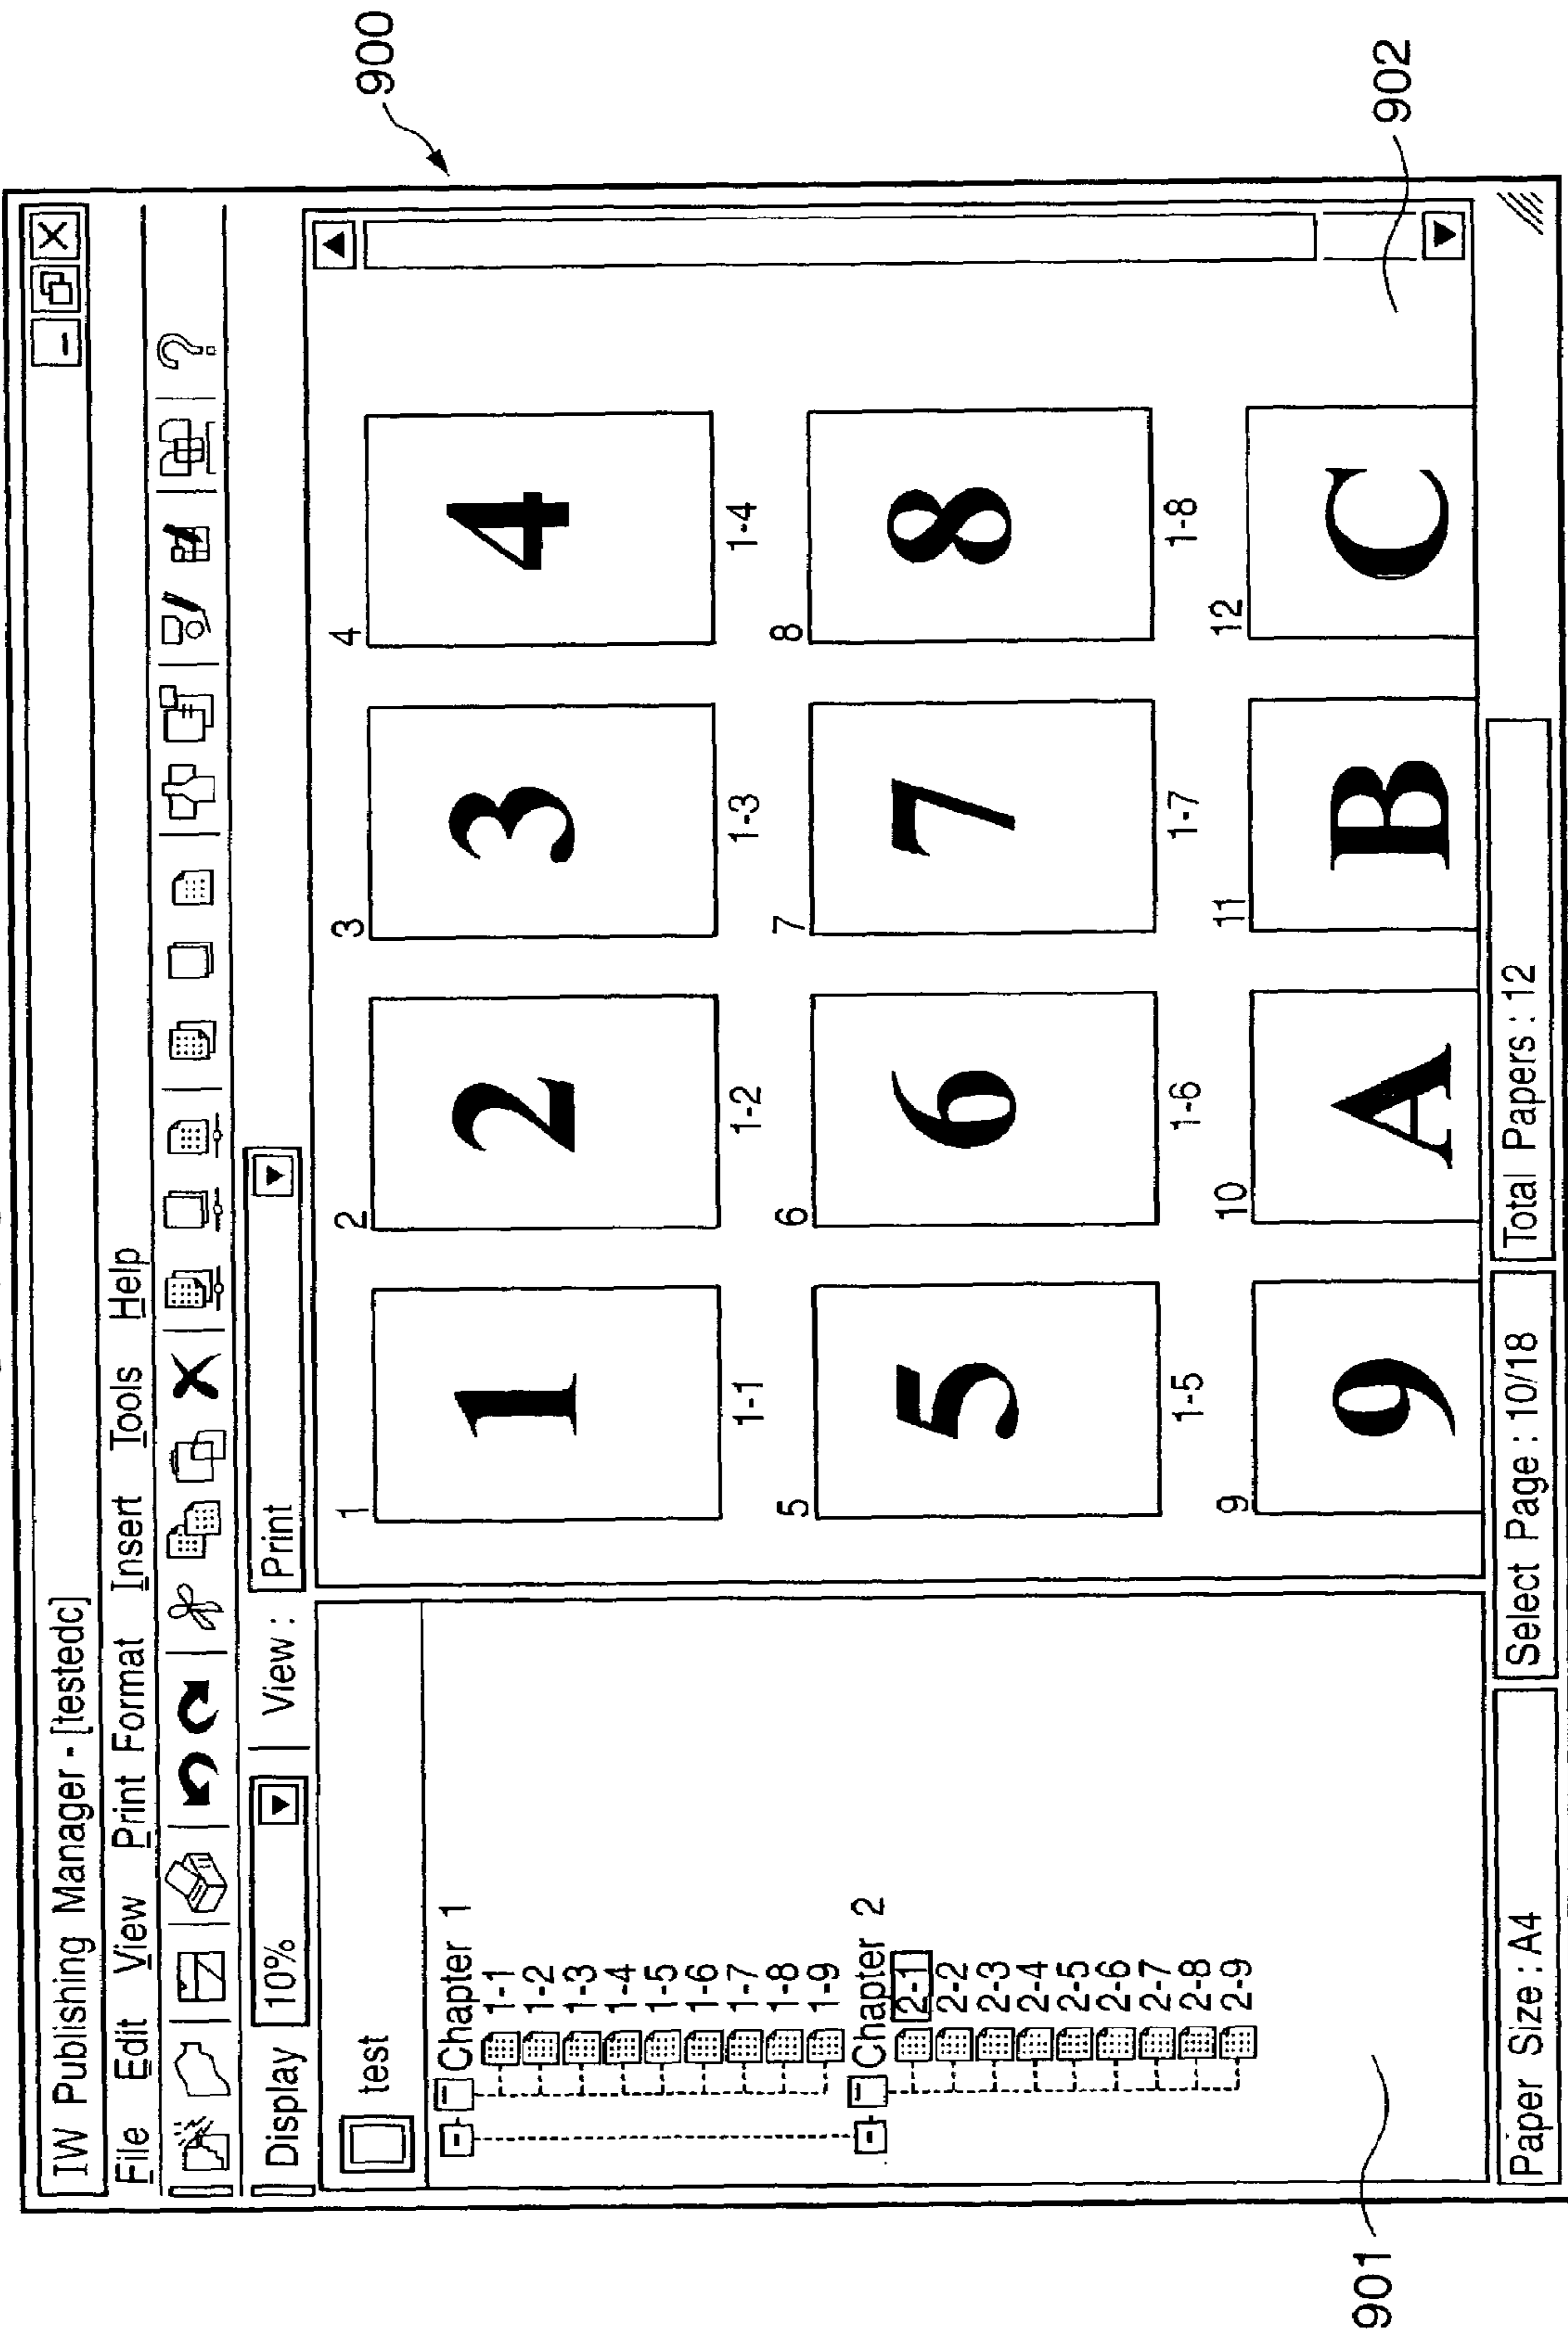 900
IW Publishing Manager - [testedc]
File Edit View Print Format Insert Tools Help
?
Display 10% View : Print
test
Chapter 1
1-1
1-2
1-3
1-4
1-5
1-6
1-7
1-8
1-9
Chapter 2
2-1
2-2
2-3
2-4
2-5
2-6
2-7
2-8
2-9
1 2 3 4
1 2 3 4
1-1 1-2 1-3 1-4
5 6 7 8
5 6 7 8
1-5 1-6 1-7 1-8
9 10 11 12
9 A B C
Paper Size : A4 Select Page : 10/18 Total Papers : 12
901 902